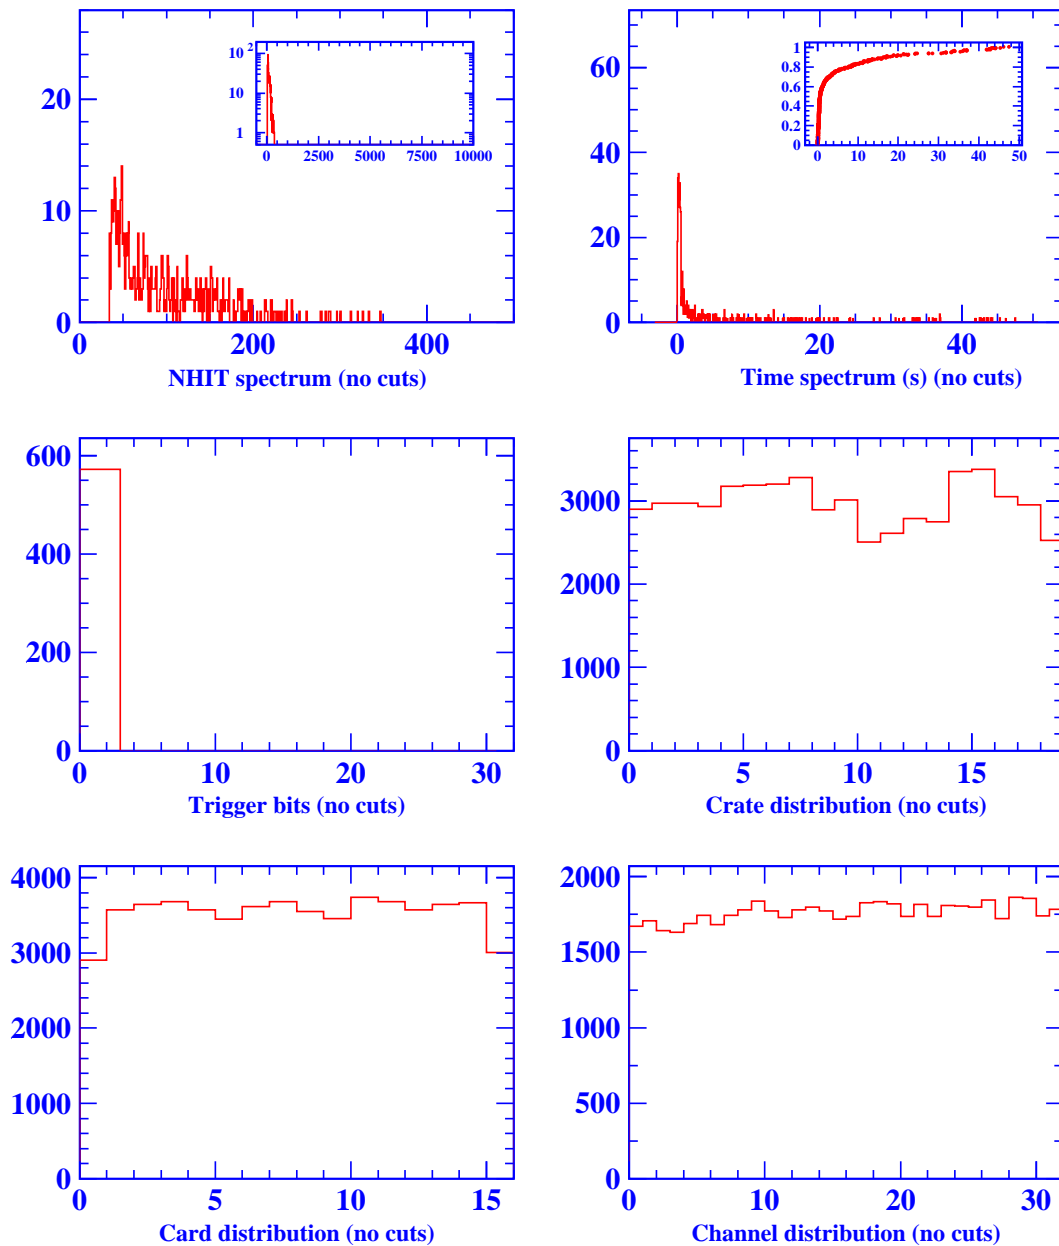 20
10
0
0 200 400
NHIT spectrum (no cuts)
10 2
10
1
0 2500 5000 7500 10000
60
40
20
0
0 20 40
Time spectrum (s) (no cuts)
1
0.8
0.6
0.4
0.2
0
0 10 20 30 40 50
600
400
200
0
0 10 20 30
Trigger bits (no cuts)
3000
2000
1000
0
0 5 10 15
Crate distribution (no cuts)
4000
3000
2000
1000
0
0 5 10 15
Card distribution (no cuts)
2000
1500
1000
500
0
0 10 20 30
Channel distribution (no cuts)